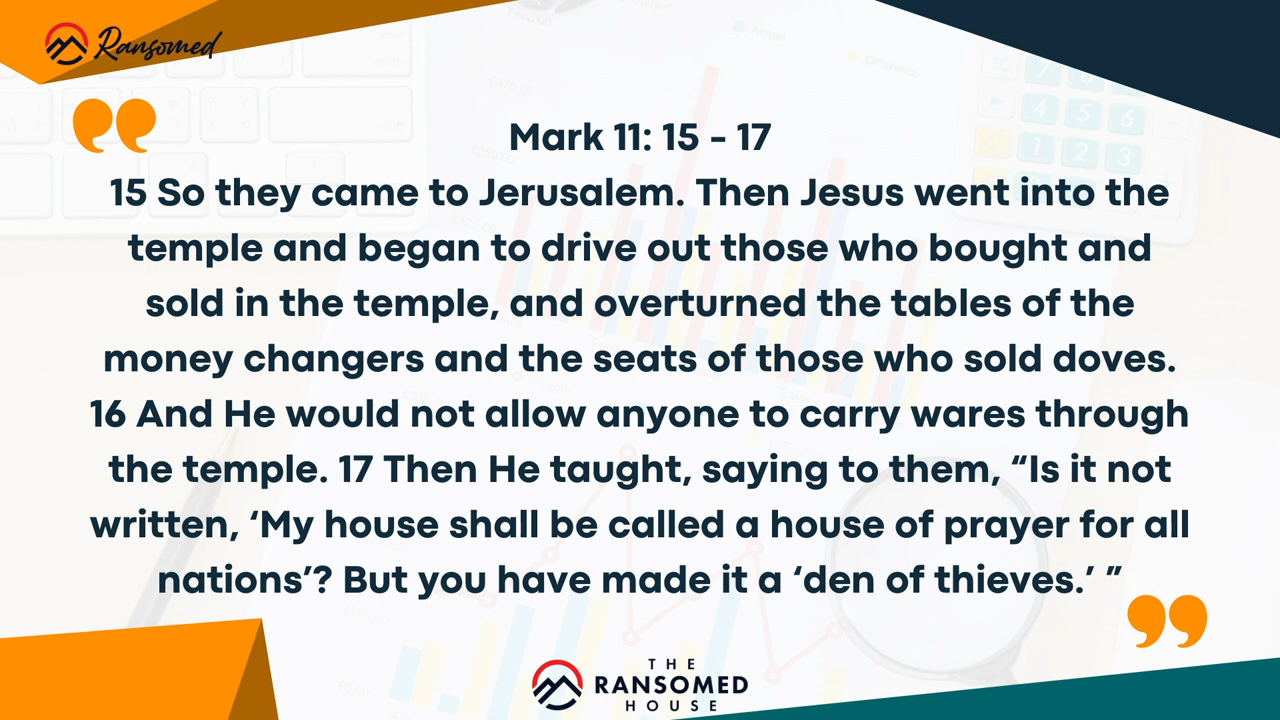 Ransomed
Mark 11: 15 - 17
15 So they came to Jerusalem. Then Jesus went into the
temple and began to drive out those who bought and
sold in the temple, and overturned the tables of the
money changers and the seats of those who sold doves.
16 And He would not allow anyone to carry wares through
the temple. 17 Then He taught, saying to them, “Is it not
written, ‘My house shall be called a house of prayer for all
nations’? But you have made it a ‘den of thieves.’ ”
THE
RANSOMED
HOUSE